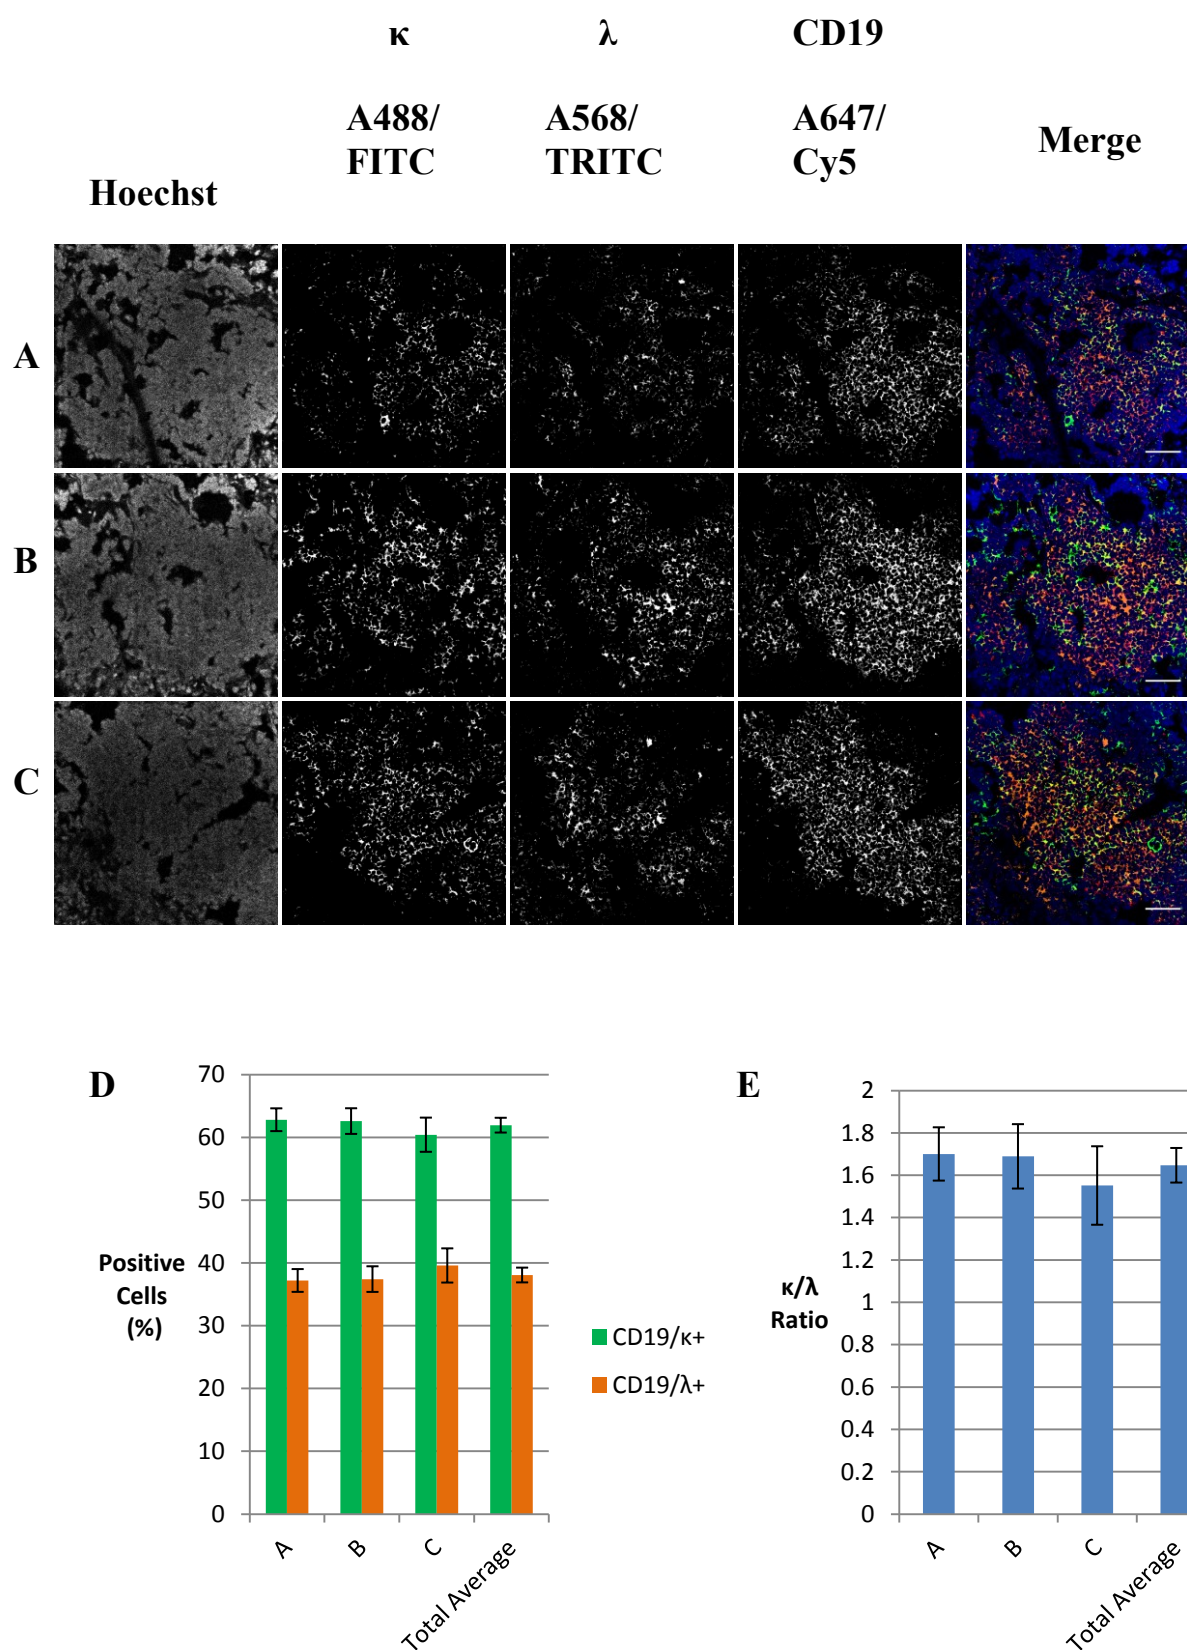 κ
λ
CD19
A488/
FITC
A568/
TRITC
A647/
Cy5
Merge
Hoechst
A
B
C
D
70
60
50
40
30
20
10
0
Positive
Cells
(%)
A
B
C
Total Average
CD19/κ+
CD19/λ+
E
2
1.8
1.6
1.4
1.2
1
0.8
0.6
0.4
0.2
0
κ/λ
Ratio
A
B
C
Total Average